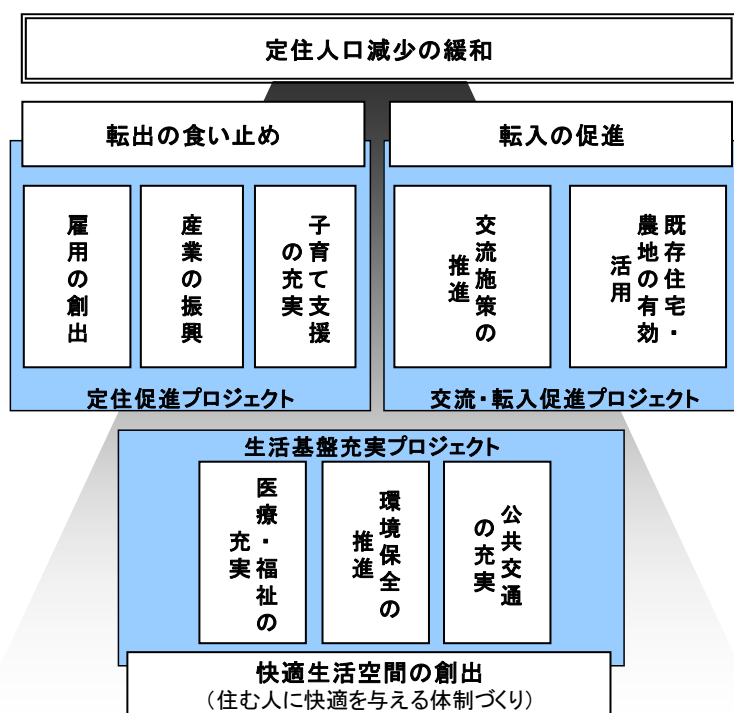 定住人口減少の緩和
転出の食い止め
雇用の創出
産業の振興
子育て支援
の充実
定住促進プロジェクト
転入の促進
交流施策の
推進
既存住宅・
農地の有効
活用
交流・転入促進プロジェクト
生活基盤充実プロジェクト
医療・福祉の
充実
環境保全の
推進
公共交通
の充実
快適生活空間の創出
（住む人に快適を与える体制づくり）